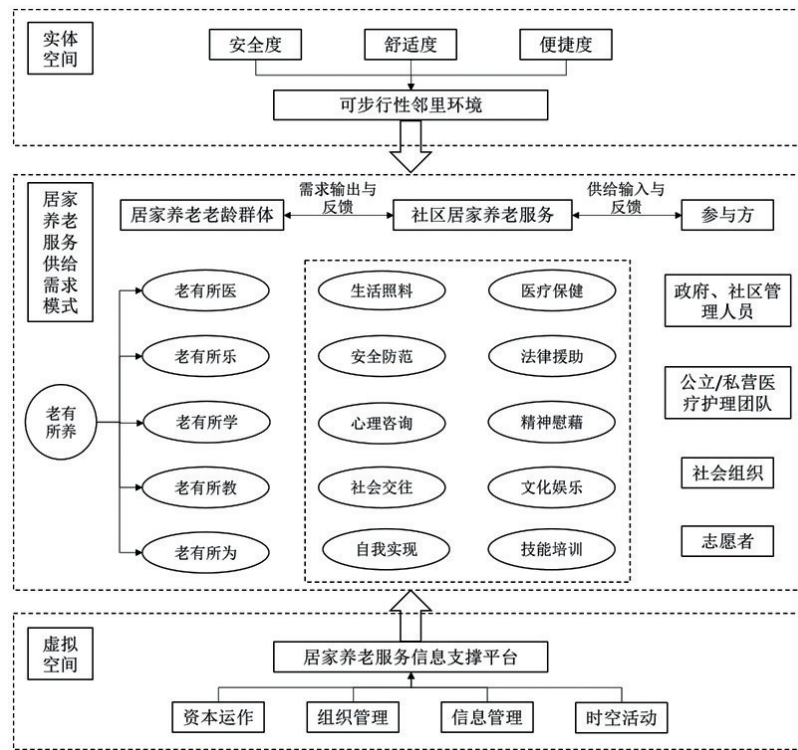 实体
空间
安全度
舒适度
便捷度
可步行性邻里环境
居家
养老
服务
供给
需求
模式
居家养老老龄群体
需求输出与
反馈
社区居家养老服务
供给输入与
反馈
参与方
老有所医
生活照料
医疗保健
政府、社区管
理人员
老有所乐
安全防范
法律援助
公立/私营医
疗护理团队
老有
所养
老有所学
心理咨询
精神慰藉
老有所教
社会交往
文化娱乐
社会组织
老有所为
自我实现
技能培训
志愿者
虚拟
空间
居家养老服务信息支撑平台
资本运作
组织管理
信息管理
时空活动